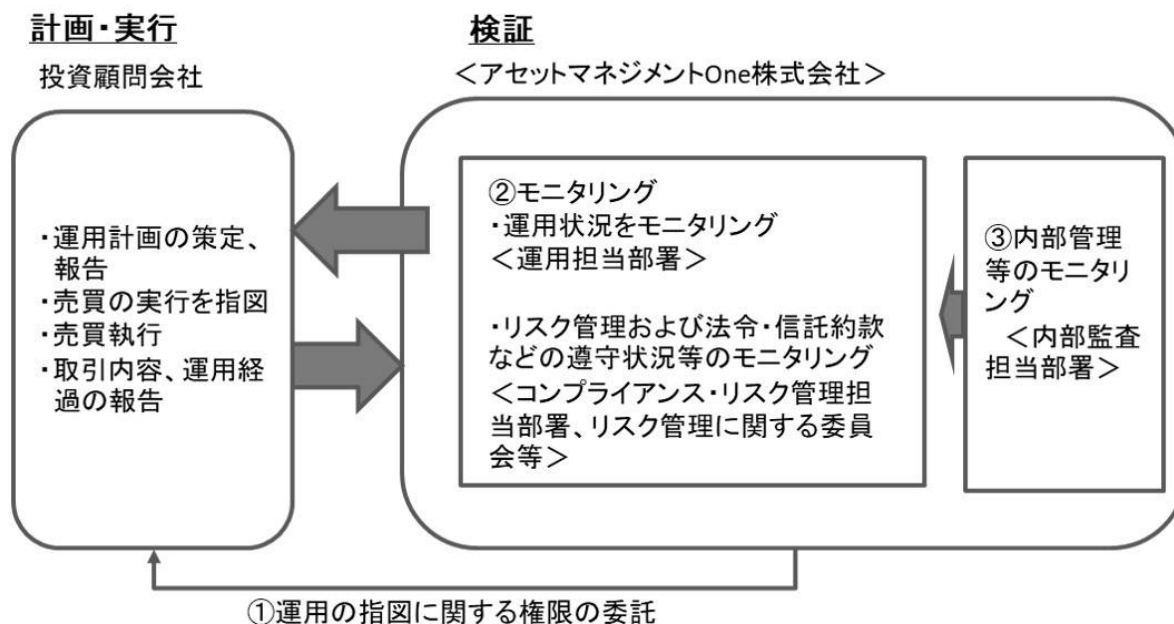 計画・実行
投資顧問会社
・運用計画の策定、
報告
・売買の実行を指図
・売買執行
・取引内容、運用経
過の報告
検証
＜アセットマネジメントOne株式会社＞
②モニタリング
・運用状況をモニタリング
＜運用担当部署＞
・リスク管理および法令・信託約款
などの遵守状況等のモニタリング
＜コンプライアンス・リスク管理担
当部署、リスク管理に関する委員
会等＞
③内部管理
等のモニタリ
ング
＜内部監査
担当部署＞
①運用の指図に関する権限の委託